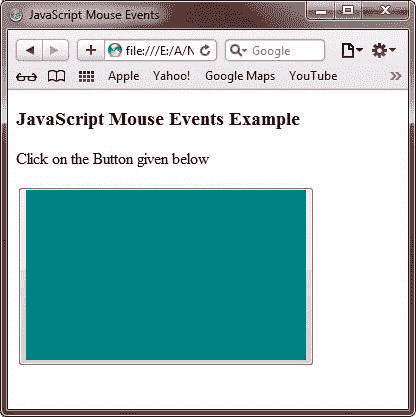 JavaScript Mouse Events
file:///E:/A/N
Google
Apple Yahoo! Google Maps YouTube
JavaScript Mouse Events Example
Click on the Button given below